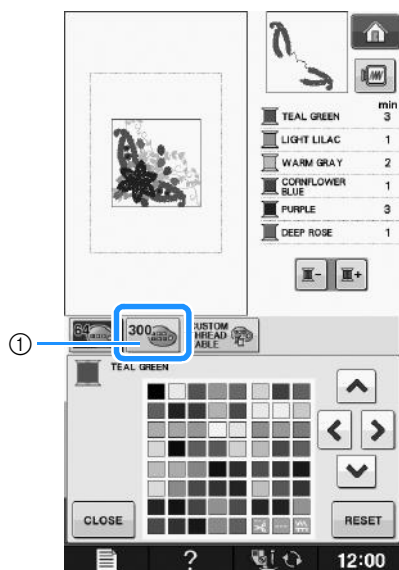 min
TEAL GREEN 3
LIGHT LILAC 1
WARM GRAY 2
CORNFLOWER
BLUE 1
PURPLE 3
DEEP ROSE 1
- +
64 300 CUSTOM
THREAD
TABLE
①
TEAL GREEN
CLOSE RESET
? 12:00